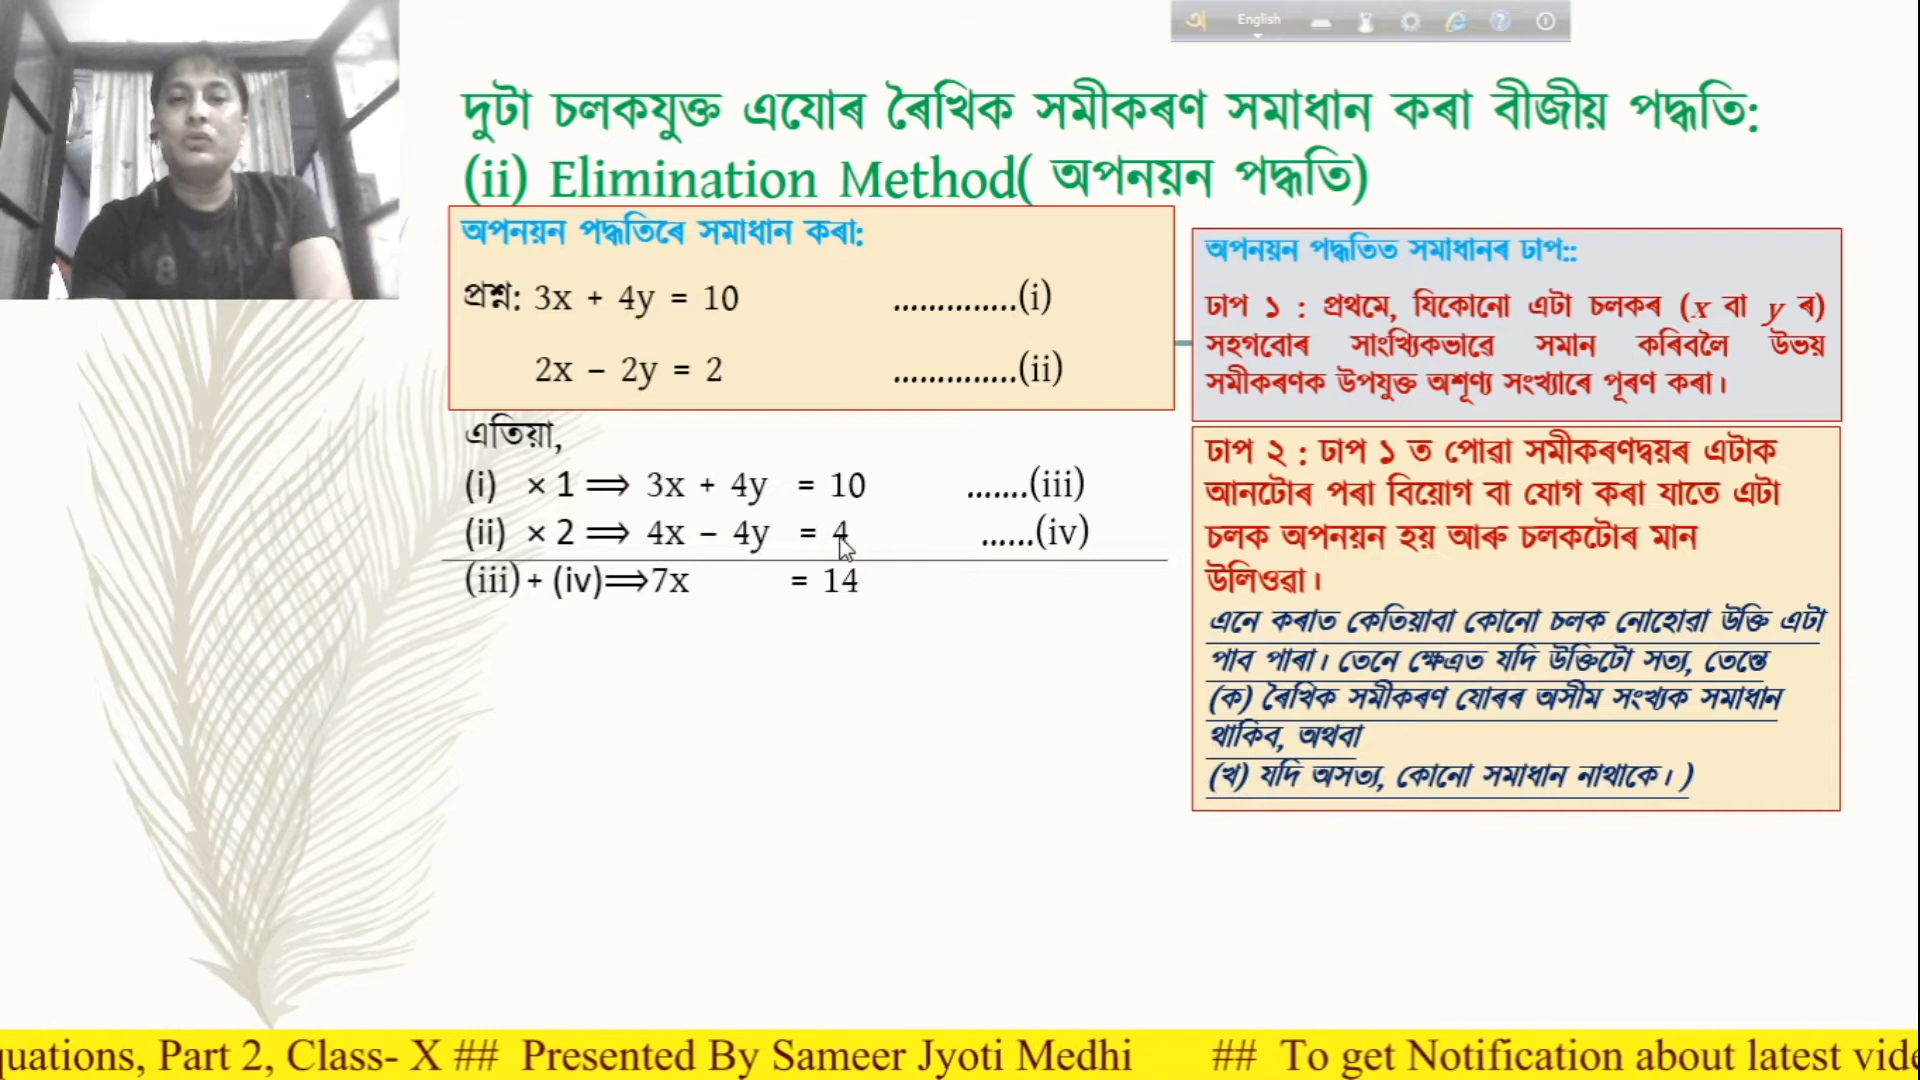 English
দুটা চলকযুক্ত এযোৰ ৰৈখিক সমীকৰণ সমাধান কৰা বীজীয় পদ্ধতি:
(ii) Elimination Method( অপনয়ন পদ্ধতি)
অপনয়ন পদ্ধতিৰে সমাধান কৰা:
প্ৰশ্ন: 3x + 4y = 10 ..............(i)
2x − 2y = 2 ..............(ii)
এতিয়া,
(i) × 1 ⟹ 3x + 4y = 10 .......(iii)
(ii) × 2 ⟹ 4x − 4y = 4 ......(iv)
(iii) + (iv)⟹7x = 14
অপনয়ন পদ্ধতিত সমাধানৰ ঢাপ::
ঢাপ ১ : প্ৰথমে, যিকোনো এটা চলকৰ (x বা y ৰ)
সহগবোৰ সাংখ্যিকভাৱে সমান কৰিবলৈ উভয়
সমীকৰণক উপযুক্ত অশূণ্য সংখ্যাৰে পূৰণ কৰা।
ঢাপ ২ : ঢাপ ১ ত পোৱা সমীকৰণদ্বয়ৰ এটাক
আনটোৰ পৰা বিয়োগ বা যোগ কৰা যাতে এটা
চলক অপনয়ন হয় আৰু চলকটোৰ মান
উলিওৱা।
এনে কৰাত কেতিয়াবা কোনো চলক নোহোৱা উক্তি এটা
পাব পাৰা। তেনে ক্ষেত্ৰত যদি উক্তিটো সত্য, তেন্তে
(ক) ৰৈখিক সমীকৰণ যোৰৰ অসীম সংখ্যক সমাধান
থাকিব, অথবা
(খ) যদি অসত্য, কোনো সমাধান নাথাকে। )
quations, Part 2, Class- X ## Presented By Sameer Jyoti Medhi ## To get Notification about latest vide